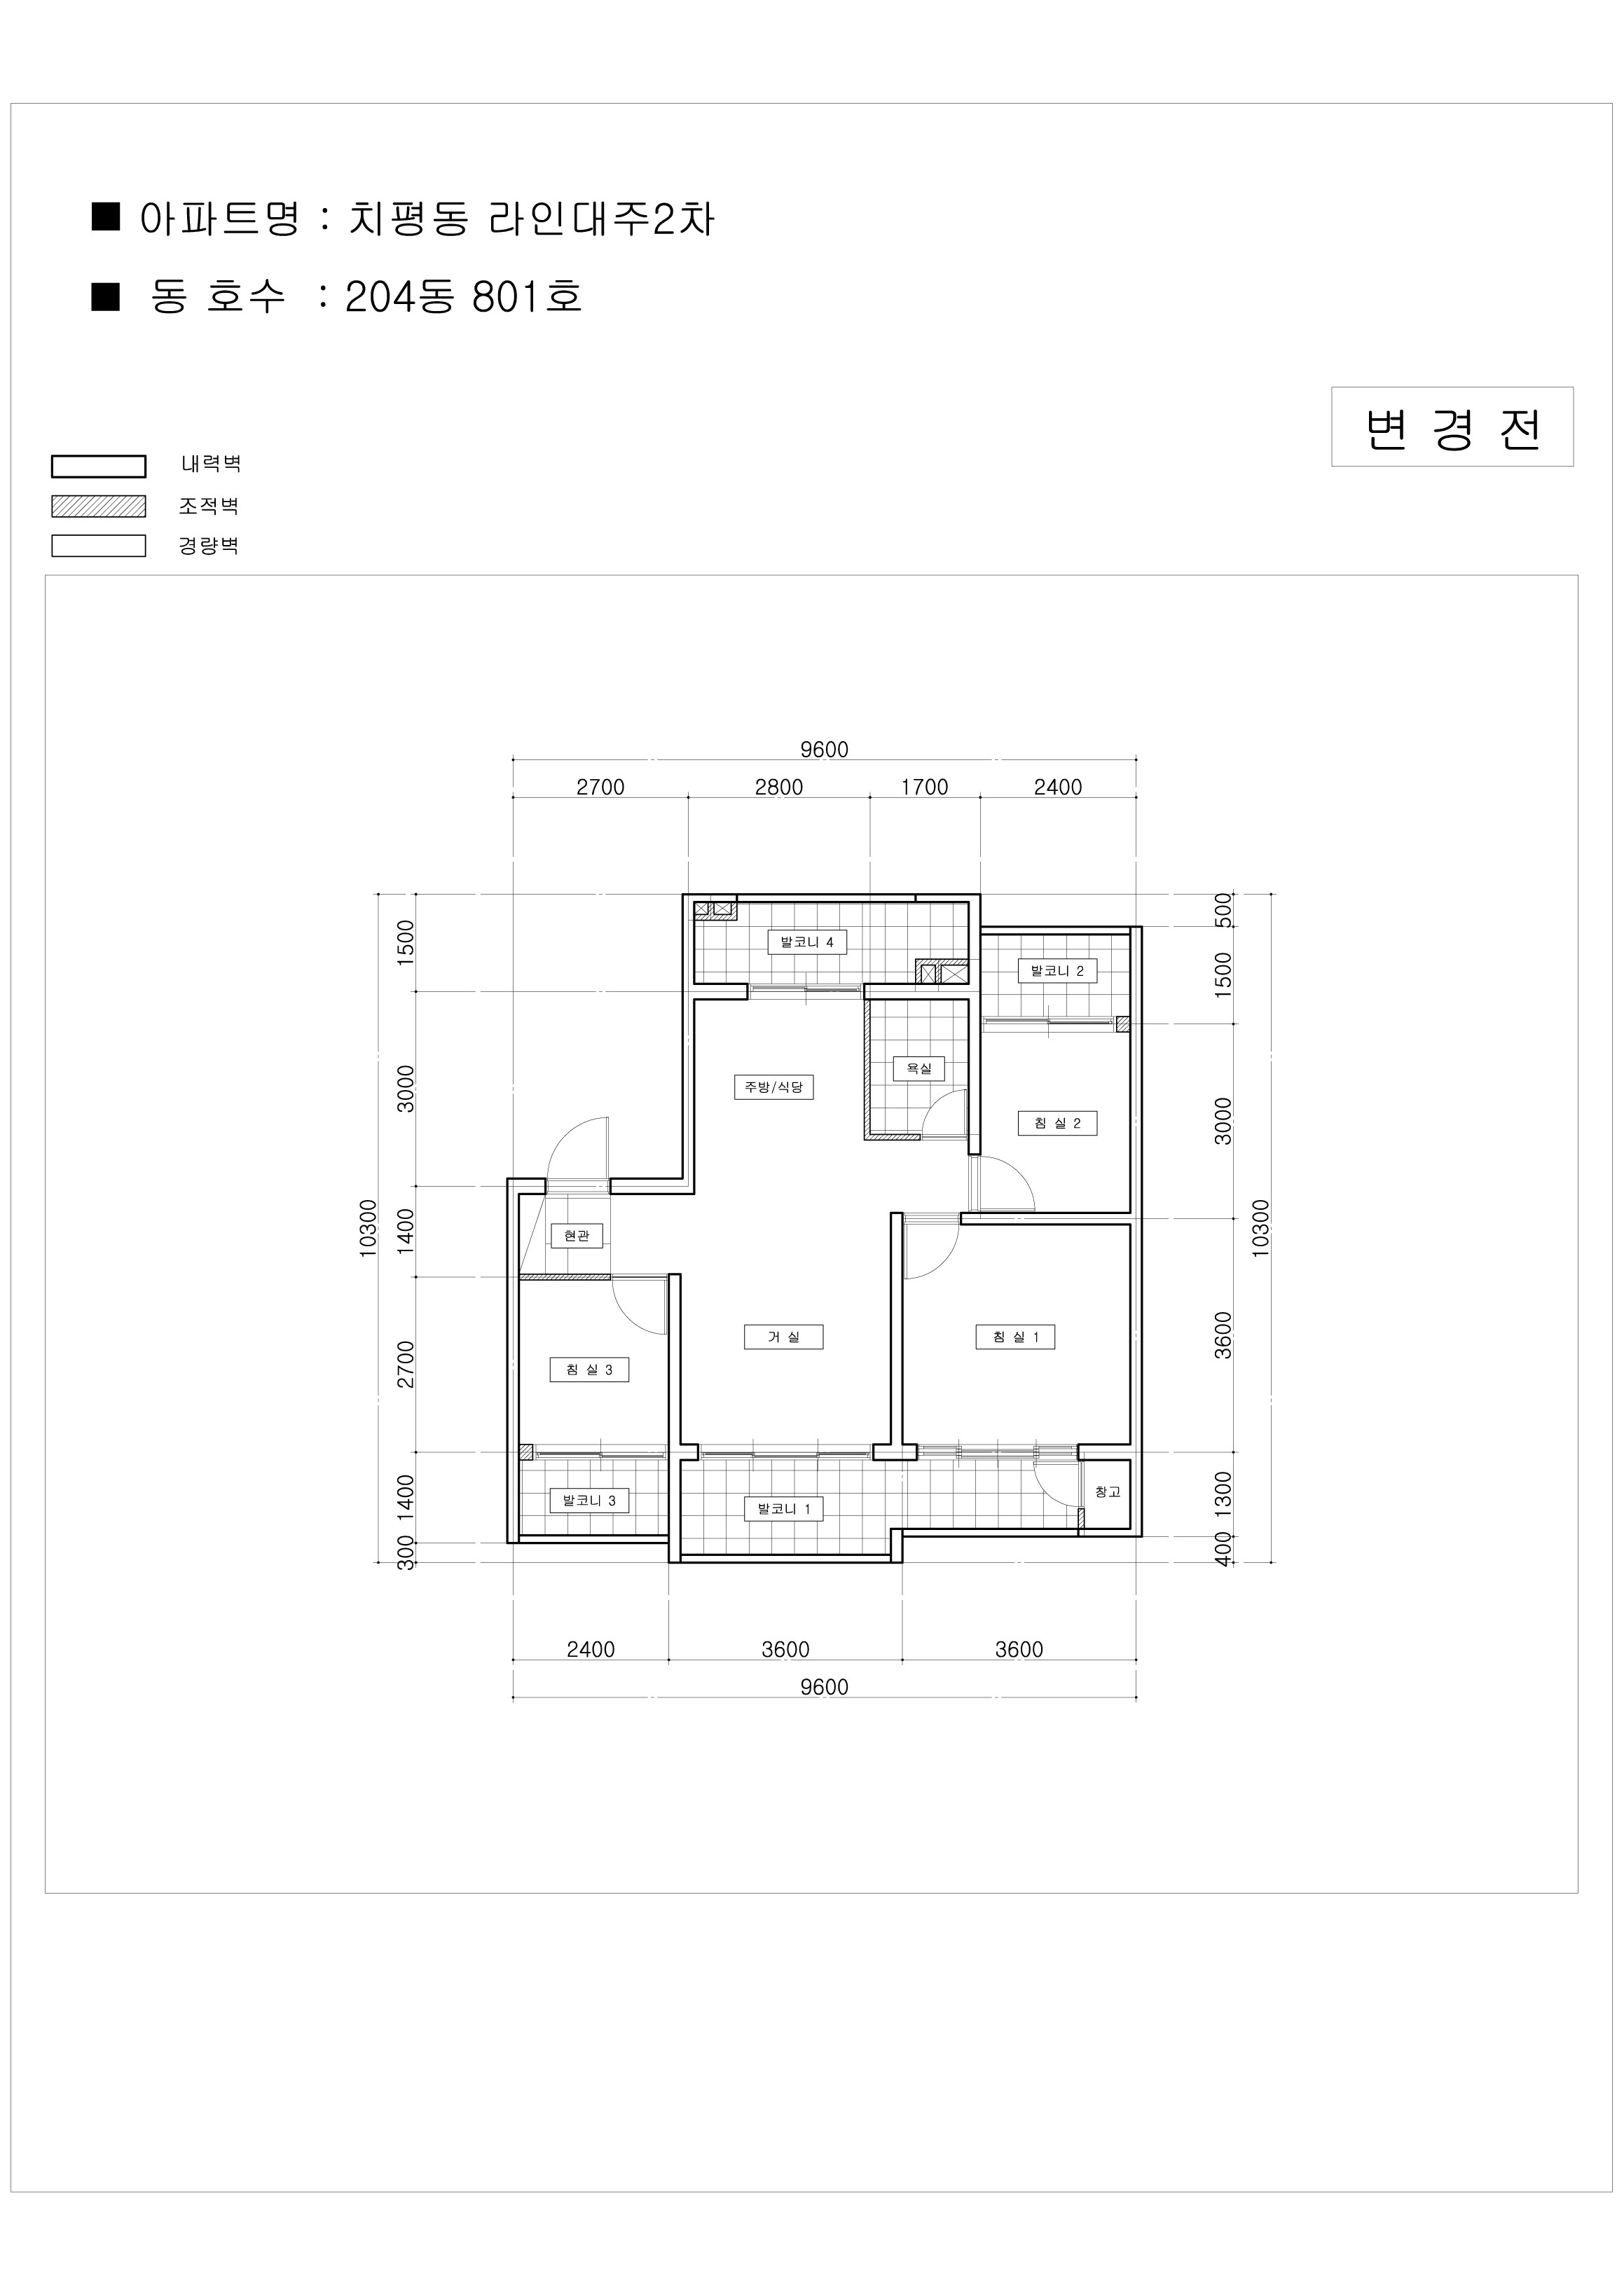 ■ 아파트명 : 치평동 라인대주2차
■ 동 호수 : 204동 801호
변 경 전
내력벽
조적벽
경량벽
9600
2700 2800 1700 2400
1500 3000 1400 2700 1400 300
10300
500 1500 3000 3600 1300 400
10300
발코니 4
발코니 2
욕실
주방/식당
침 실 2
현관
거 실
침 실 1
침 실 3
창고
발코니 3
발코니 1
2400 3600 3600
9600